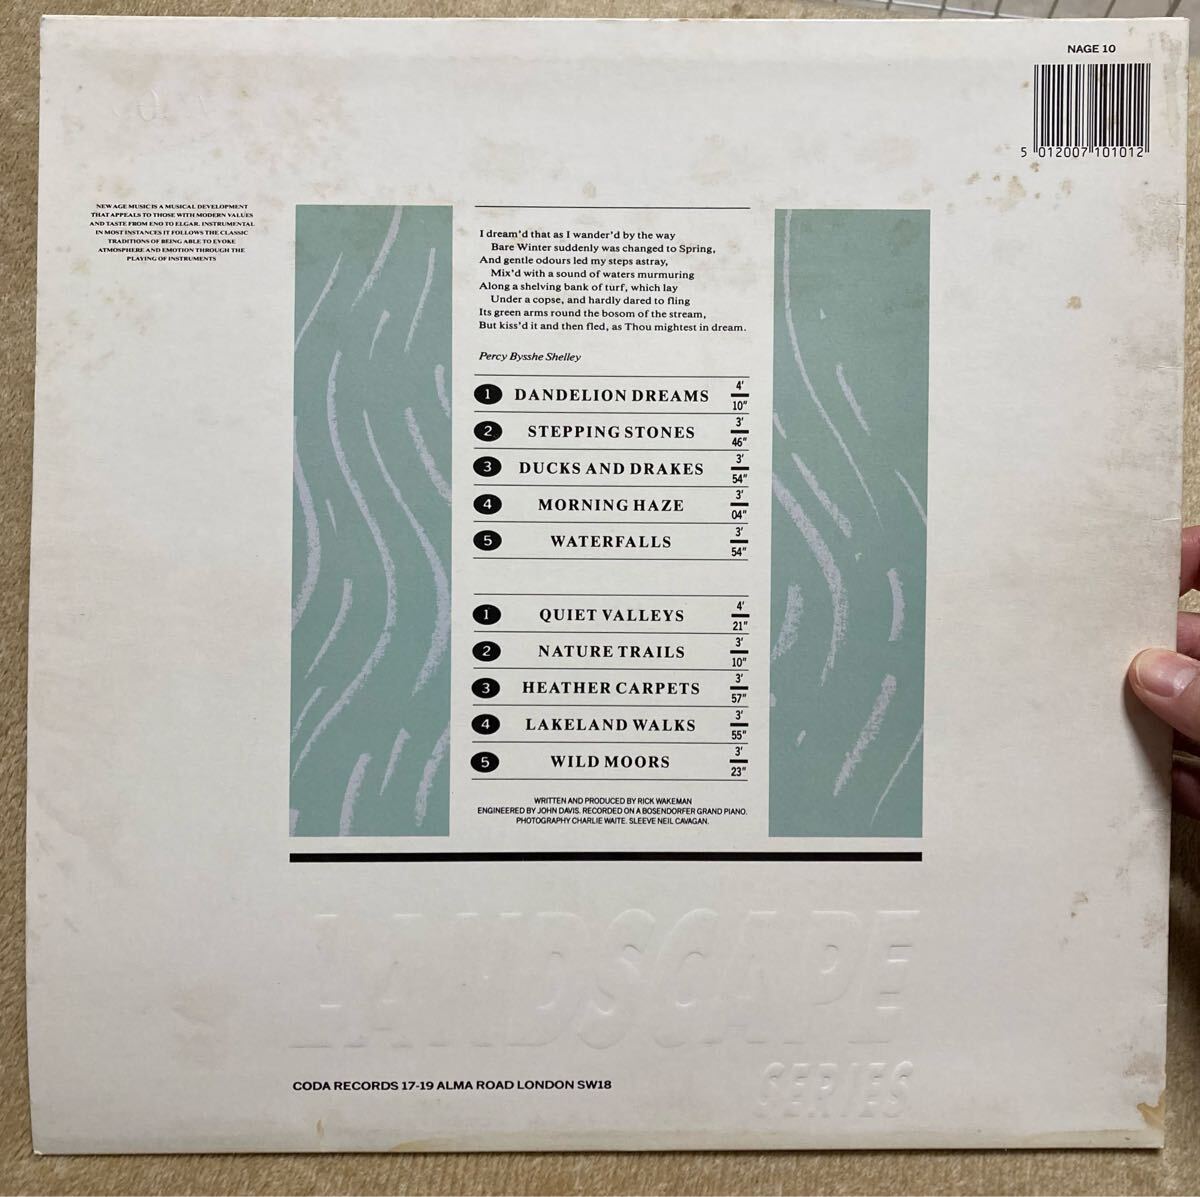 NAGE 10
5 012007 101012
NEW AGE MUSIC IS A MUSICAL DEVELOPMENT
THAT APPEALS TO THOSE WITH MODERN VALUES
AND TASTE FROM ENO TO ELGAR. INSTRUMENTAL
IN MOST INSTANCES IT FOLLOWS THE CLASSIC
TRADITIONS OF BEING ABLE TO EVOKE
ATMOSPHERE AND EMOTION THROUGH THE
PLAYING OF INSTRUMENTS
I dream'd that as I wander'd by the way
Bare Winter suddenly was changed to Spring,
And gentle odours led my steps astray,
Mix'd with a sound of waters murmuring
Along a shelving bank of turf, which lay
Under a copse, and hardly dared to fling
Its green arms round the bosom of the stream,
But kiss'd it and then fled, as Thou mightest in dream.
Percy Bysshe Shelley
1 DANDELION DREAMS 4' 10"
2 STEPPING STONES 3' 46"
3 DUCKS AND DRAKES 3' 54"
4 MORNING HAZE 3' 04"
5 WATERFALLS 3' 54"
1 QUIET VALLEYS 4' 21"
2 NATURE TRAILS 3' 10"
3 HEATHER CARPETS 3' 57"
4 LAKELAND WALKS 3' 55"
5 WILD MOORS 3' 23"
WRITTEN AND PRODUCED BY RICK WAKEMAN
ENGINEERED BY JOHN DAVIS. RECORDED ON A BOSENDORFER GRAND PIANO.
PHOTOGRAPHY CHARLIE WAITE. SLEEVE NEIL CAVAGAN.
LANDSCAPE
SERIES
CODA RECORDS 17-19 ALMA ROAD LONDON SW18